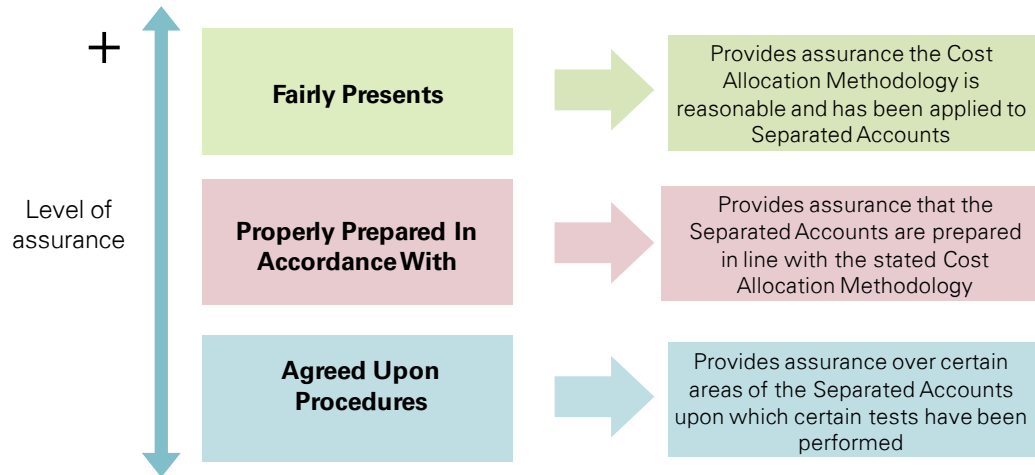 +
Level of
assurance
Fairly Presents
Provides assurance the Cost
Allocation Methodology is
reasonable and has been applied to
Separated Accounts
Properly Prepared In
Accordance With
Provides assurance that the
Separated Accounts are prepared
in line with the stated Cost
Allocation Methodology
Agreed Upon
Procedures
Provides assurance over certain
areas of the Separated Accounts
upon which certain tests have been
performed